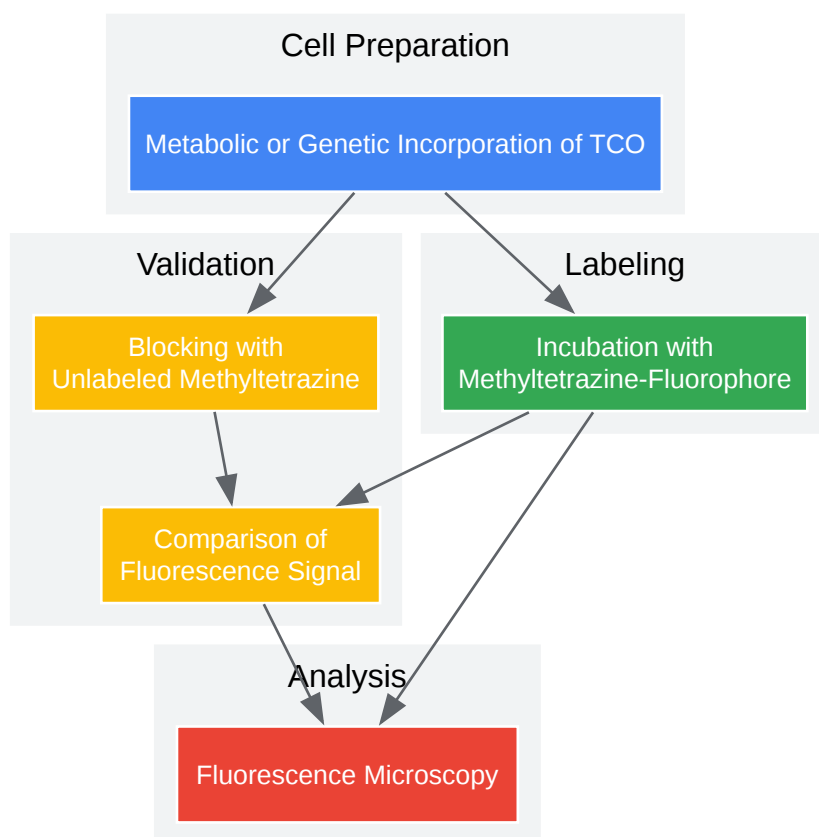 Cell Preparation
Metabolic or Genetic Incorporation of TCO
Validation
Blocking with
Unlabeled Methyltetrazine
Labeling
Incubation with
Methyltetrazine-Fluorophore
Comparison of
Fluorescence Signal
Analysis
Fluorescence Microscopy